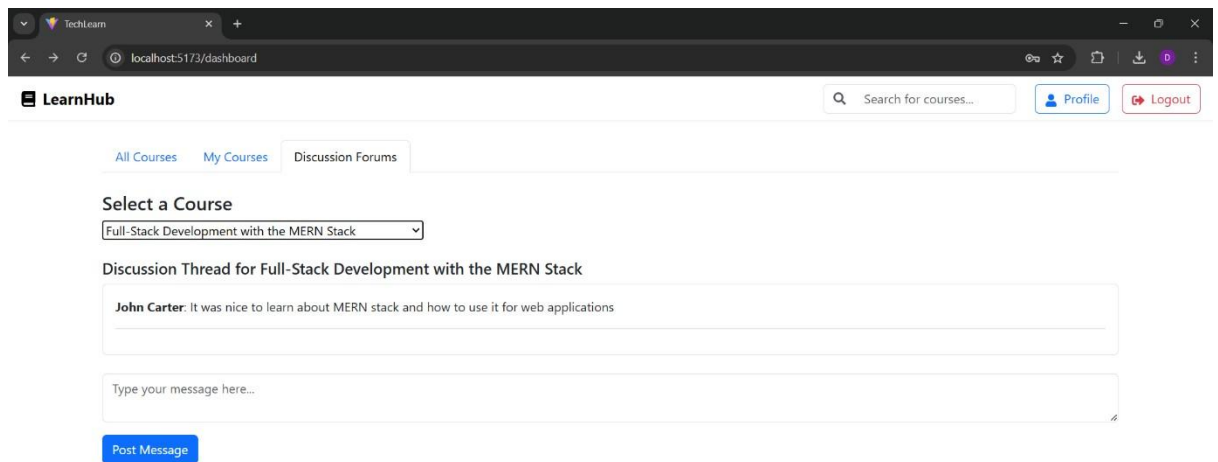 TechLearn
localhost:5173/dashboard
D
LearnHub
Search for courses...
Profile
Logout
All Courses
My Courses
Discussion Forums
Select a Course
Full-Stack Development with the MERN Stack
Discussion Thread for Full-Stack Development with the MERN Stack
John Carter: It was nice to learn about MERN stack and how to use it for web applications
Type your message here...
Post Message